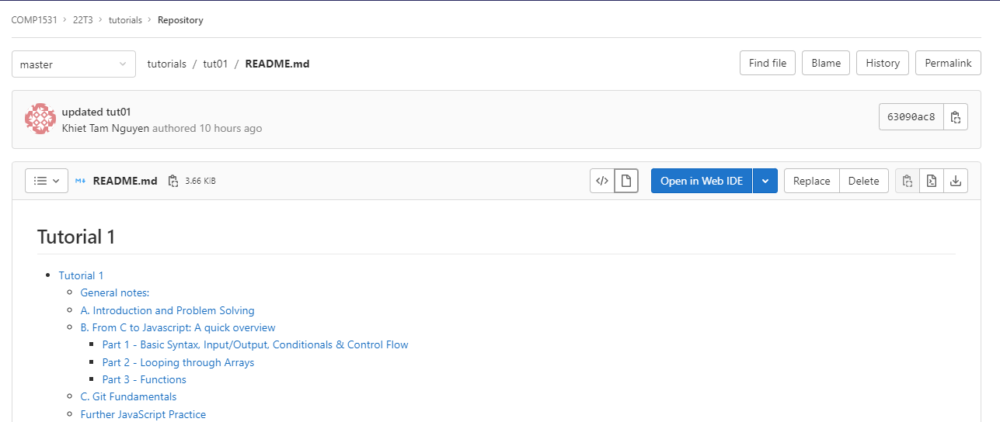 COMP1531 > 22T3 > tutorials > Repository
master
tutorials / tut01 / README.md
Find file
Blame
History
Permalink
updated tut01
Khiet Tam Nguyen authored 10 hours ago
63090ac8
M↓ README.md 3.66 KiB
</>
Open in Web IDE
Replace
Delete
Tutorial 1
Tutorial 1
General notes:
A. Introduction and Problem Solving
B. From C to Javascript: A quick overview
Part 1 - Basic Syntax, Input/Output, Conditionals & Control Flow
Part 2 - Looping through Arrays
Part 3 - Functions
C. Git Fundamentals
Further JavaScript Practice